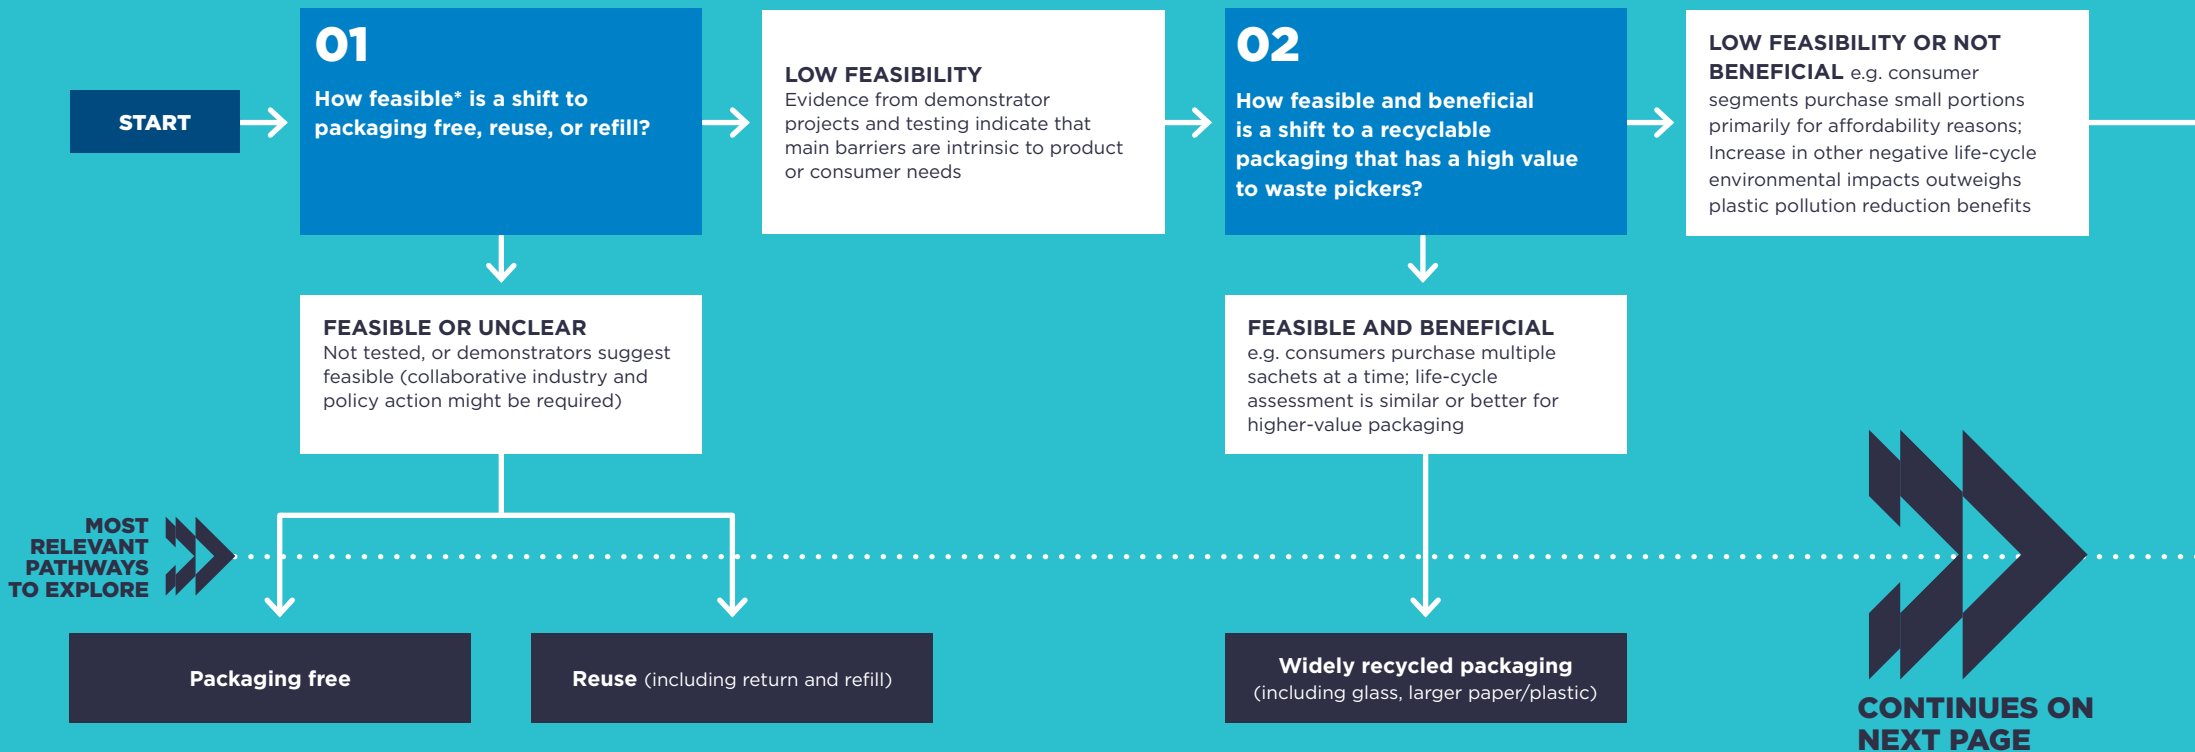 START
01
How feasible* is a shift to
packaging free, reuse, or refill?
LOW FEASIBILITY
Evidence from demonstrator
projects and testing indicate that
main barriers are intrinsic to product
or consumer needs
02
How feasible and beneficial
is a shift to a recyclable
packaging that has a high value
to waste pickers?
LOW FEASIBILITY OR NOT
BENEFICIAL e.g. consumer
segments purchase small portions
primarily for affordability reasons;
Increase in other negative life-cycle
environmental impacts outweighs
plastic pollution reduction benefits
FEASIBLE OR UNCLEAR
Not tested, or demonstrators suggest
feasible (collaborative industry and
policy action might be required)
FEASIBLE AND BENEFICIAL
e.g. consumers purchase multiple
sachets at a time; life-cycle
assessment is similar or better for
higher-value packaging
MOST
RELEVANT
PATHWAYS
TO EXPLORE
Packaging free
Reuse (including return and refill)
Widely recycled packaging
(including glass, larger paper/plastic)
CONTINUES ON
NEXT PAGE